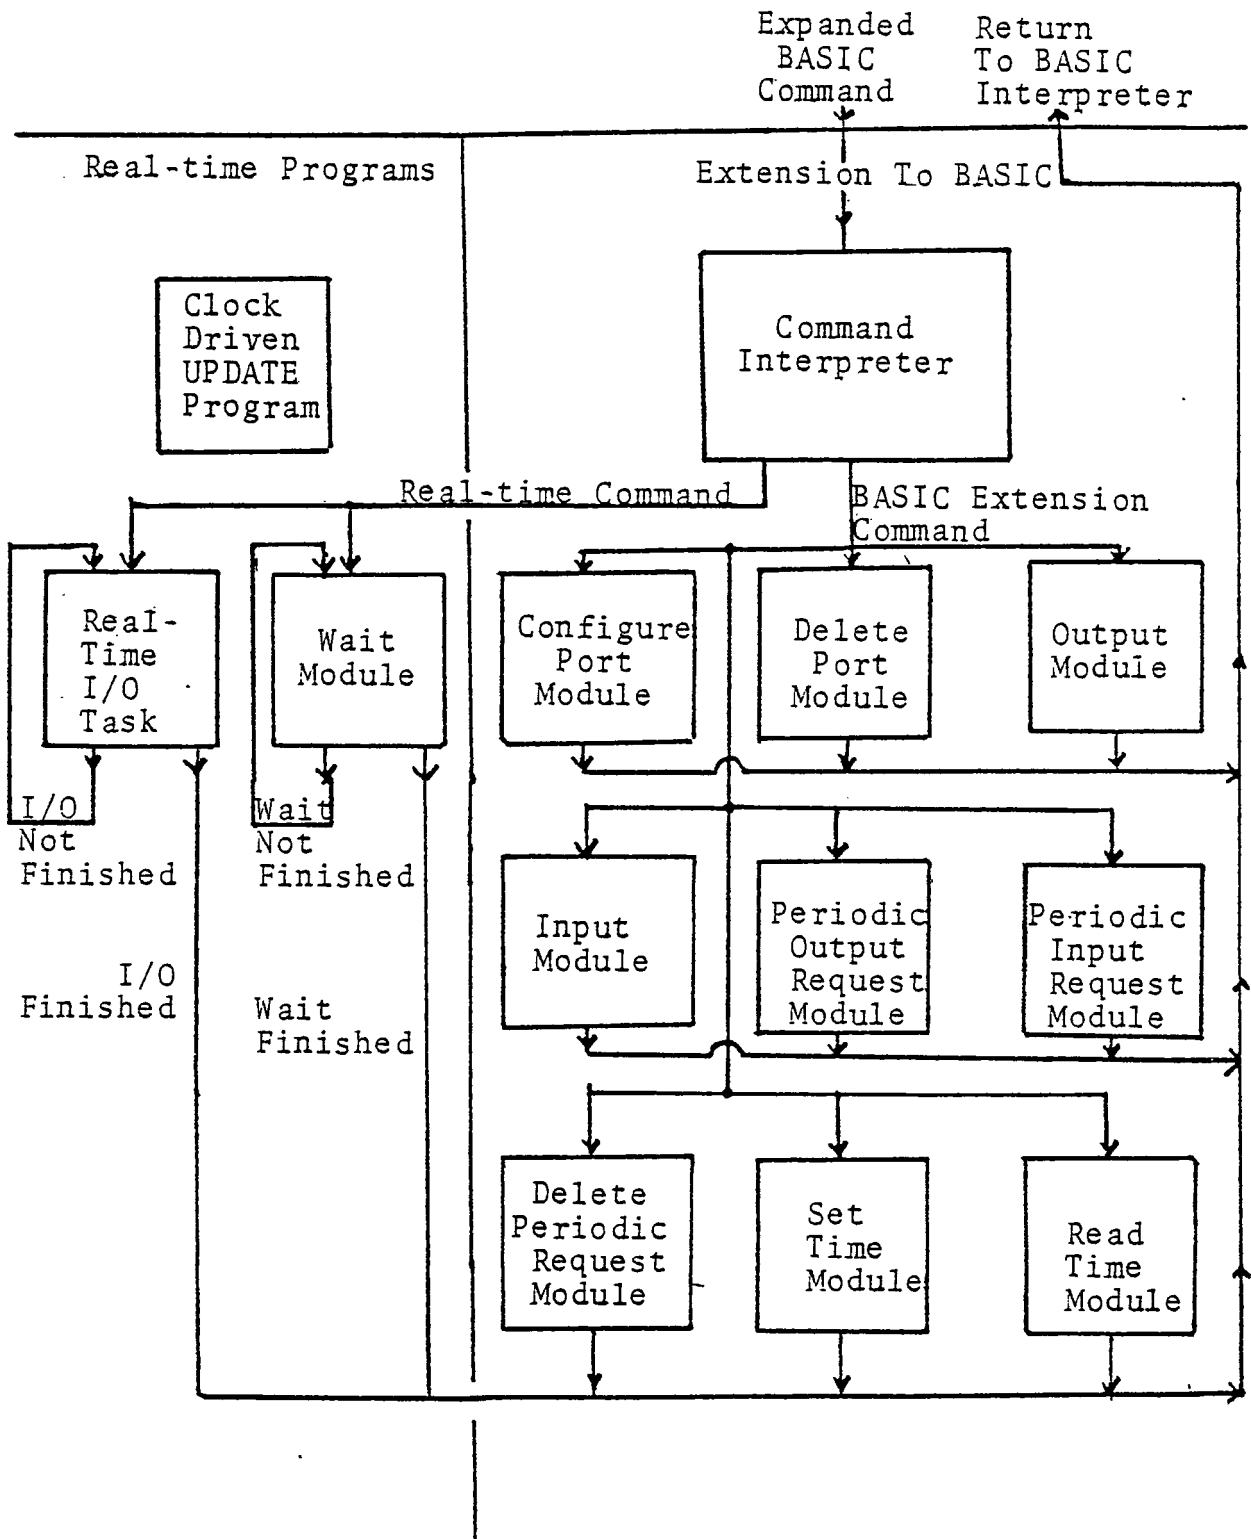 Expanded
BASIC
Command
Return
To BASIC
Interpreter
Real-time Programs
Extension To BASIC
Clock
Driven
UPDATE
Program
Command
Interpreter
Real-time Command
BASIC Extension
Command
Real-
Time
I/O
Task
Wait
Module
Configure
Port
Module
Delete
Port
Module
Output
Module
I/O
Not
Finished
Wait
Not
Finished
Input
Module
Periodic
Output
Request
Module
Periodic
Input
Request
Module
I/O
Finished
Wait
Finished
Delete
Periodic
Request
Module
Set
Time
Module
Read
Time
Module